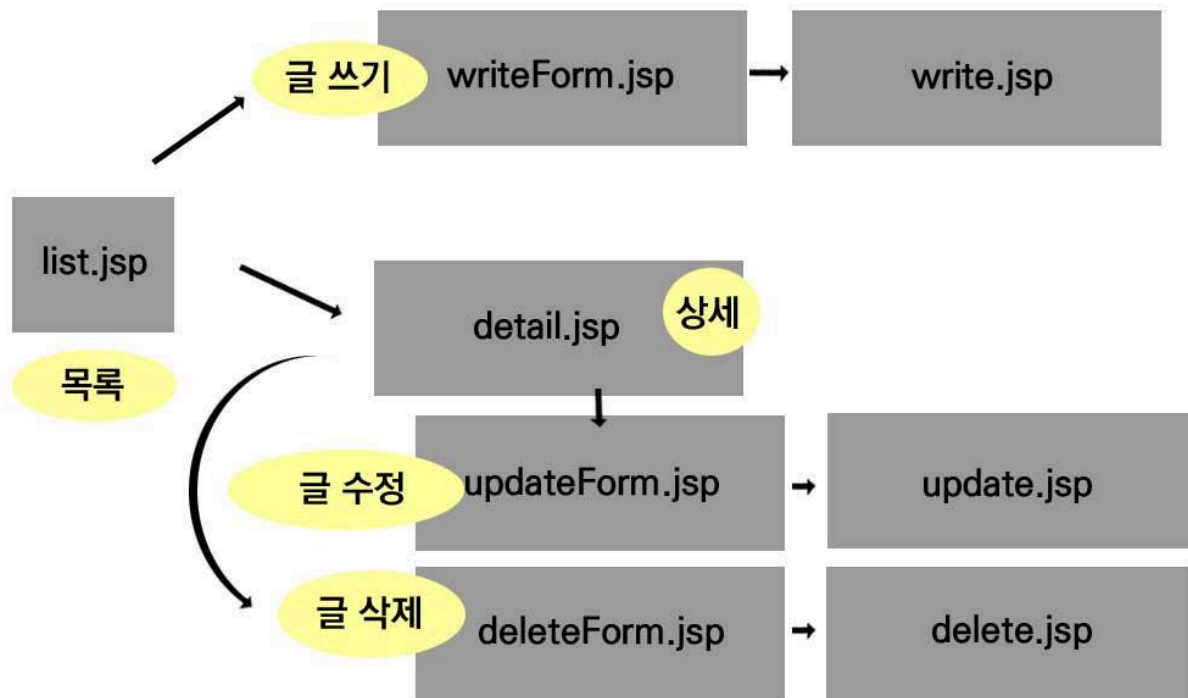 글 쓰기
writeForm.jsp
write.jsp
list.jsp
목록
detail.jsp
상세
글 수정
updateForm.jsp
update.jsp
글 삭제
deleteForm.jsp
delete.jsp